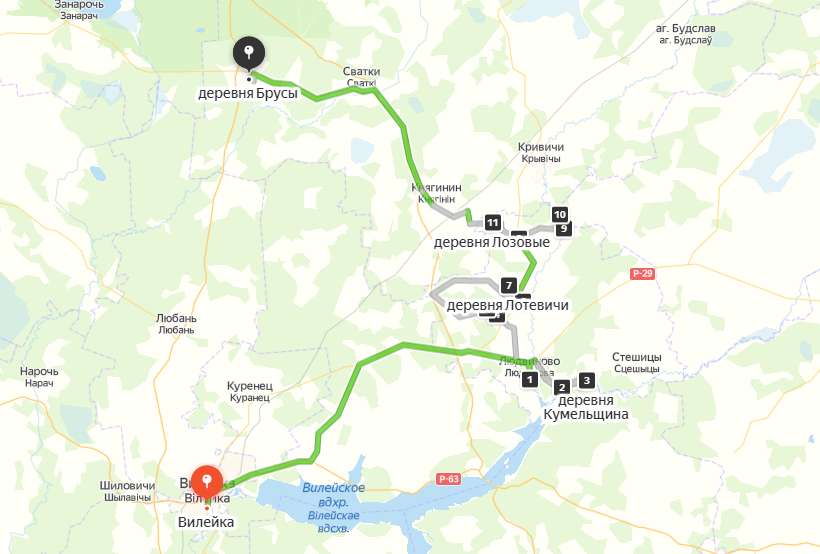 Занарочь
Занарач
аг. Будслав
аг. Будслаў
Сватки
Сваткі
деревня Брусы
Кривичи
Крывічы
Княгинин
Княгінін
10
9
11
деревня Лозовые
P-29
7
деревня Лотевичи
Любань
Любань
Людвиново
Стешицы
Сцешыцы
1
2
3
Нарочь
Нарач
Куренец
Куранец
деревня
Кумельщина
P-63
Шиловичи
Шылавічы
Вилейское
вдхр.
Вілейскае
вдсхв.
Вилейка